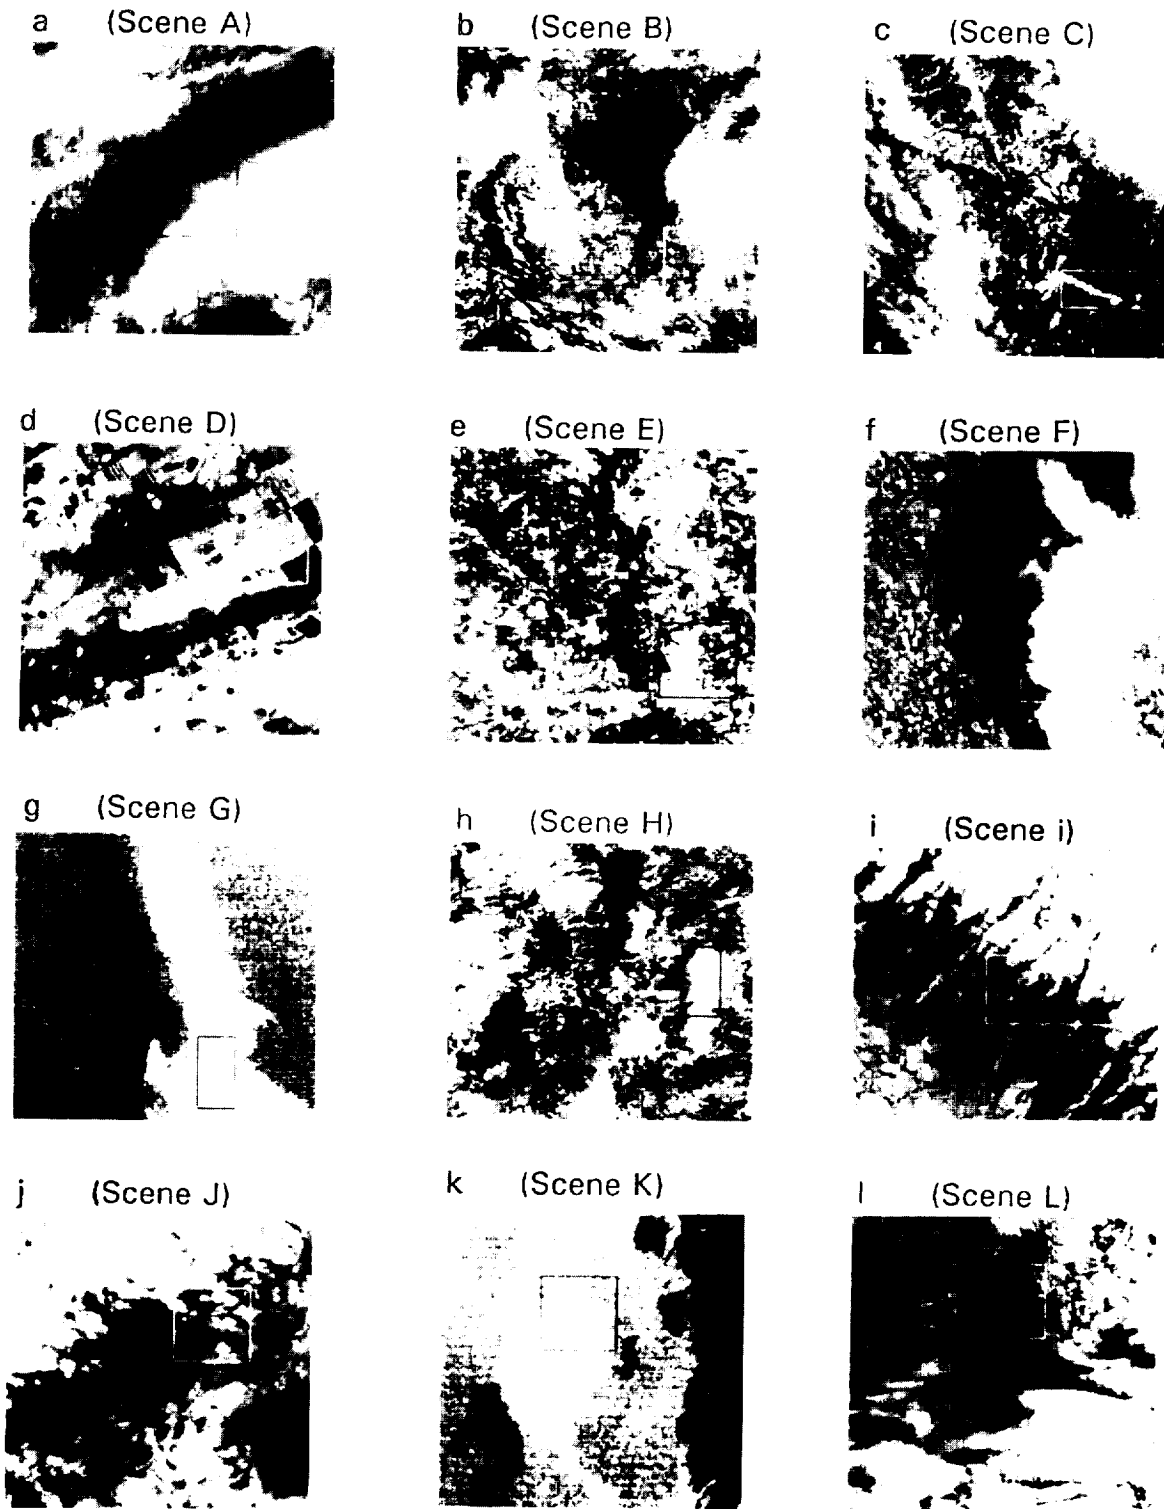 a (Scene A)
b (Scene B)
c (Scene C)
d (Scene D)
e (Scene E)
f (Scene F)
g (Scene G)
h (Scene H)
i (Scene i)
j (Scene J)
k (Scene K)
l (Scene L)